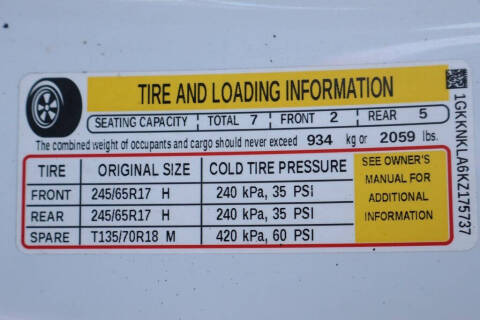 TIRE AND LOADING INFORMATION
SEATING CAPACITY TOTAL 7 FRONT 2 REAR 5
The combined weight of occupants and cargo should never exceed 934 kg or 2059 lbs.
TIRE ORIGINAL SIZE COLD TIRE PRESSURE
FRONT 245/65R17 H 240 kPa, 35 PSI
REAR 245/65R17 H 240 kPa, 35 PSI
SPARE T135/70R18 M 420 kPa, 60 PSI
SEE OWNER'S
MANUAL FOR
ADDITIONAL
INFORMATION
1GKKNKLA6KZ175737